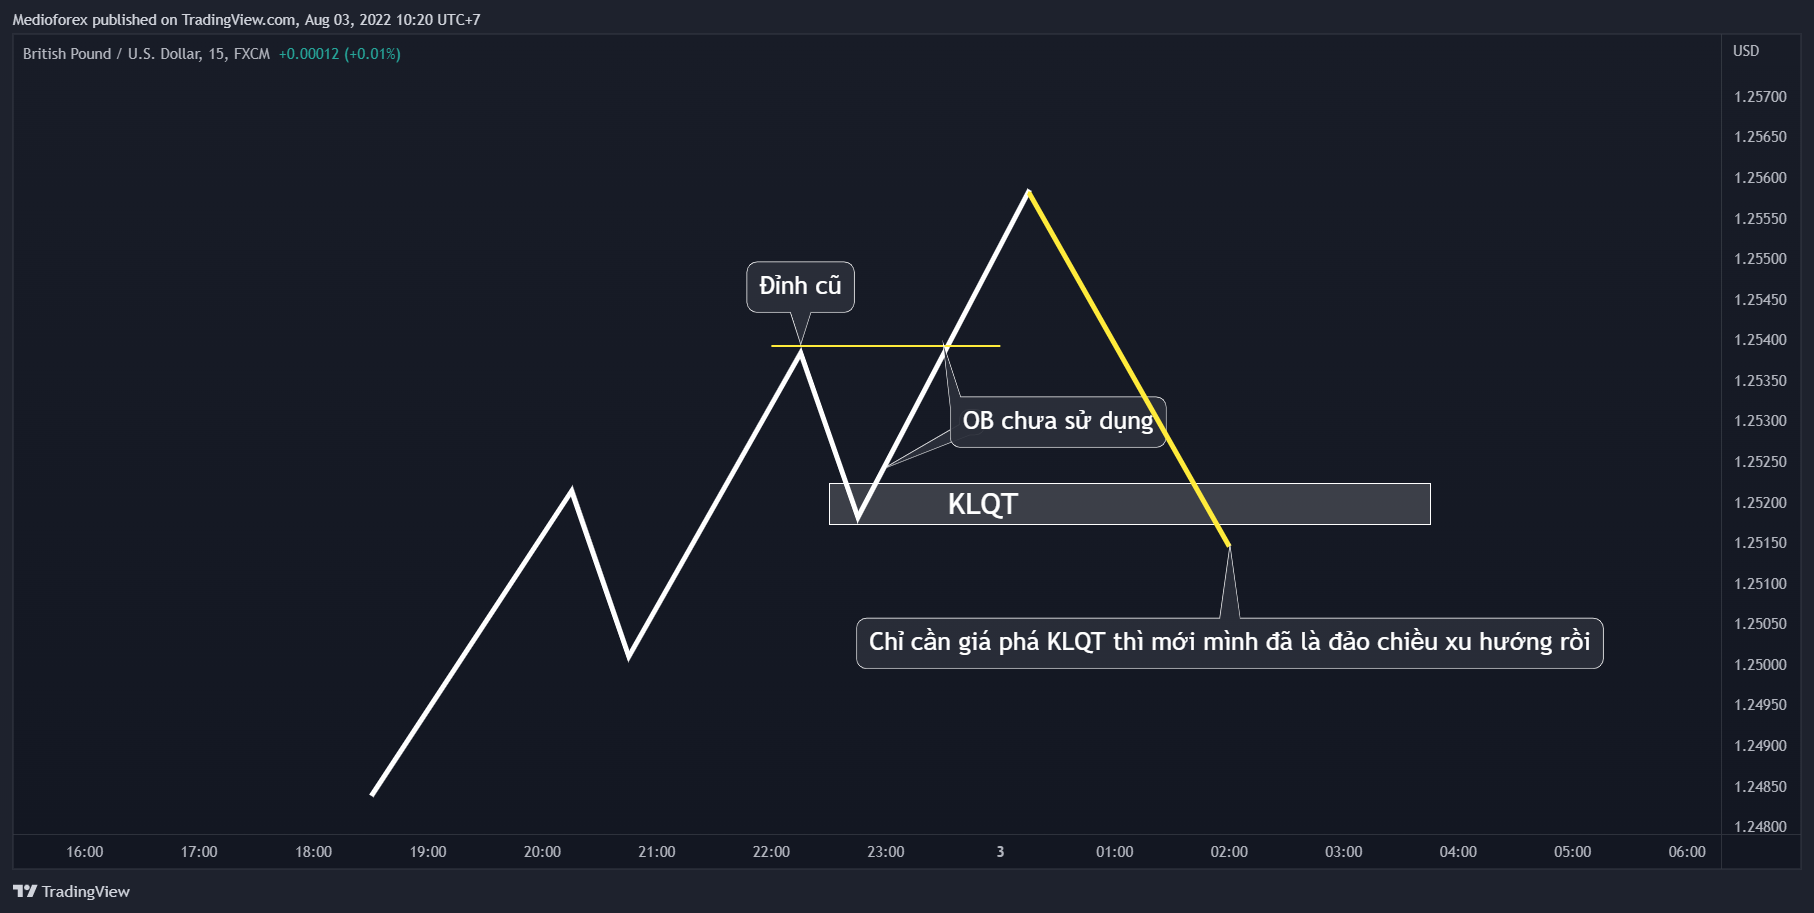 Medioforex published on TradingView.com, Aug 03, 2022 10:20 UTC+7
British Pound / U.S. Dollar, 15, FXCM +0.00012 (+0.01%)
USD
1.25700
1.25650
1.25600
1.25550
1.25500
1.25450
1.25400
1.25350
1.25300
1.25250
1.25200
1.25150
1.25100
1.25050
1.25000
1.24950
1.24900
1.24850
1.24800
Đỉnh cũ
OB chưa sử dụng
KLQT
Chỉ cần giá phá KLQT thì mới mình đã là đảo chiều xu hướng rồi
16:00 17:00 18:00 19:00 20:00 21:00 22:00 23:00 3 01:00 02:00 03:00 04:00 05:00 06:00
TradingView